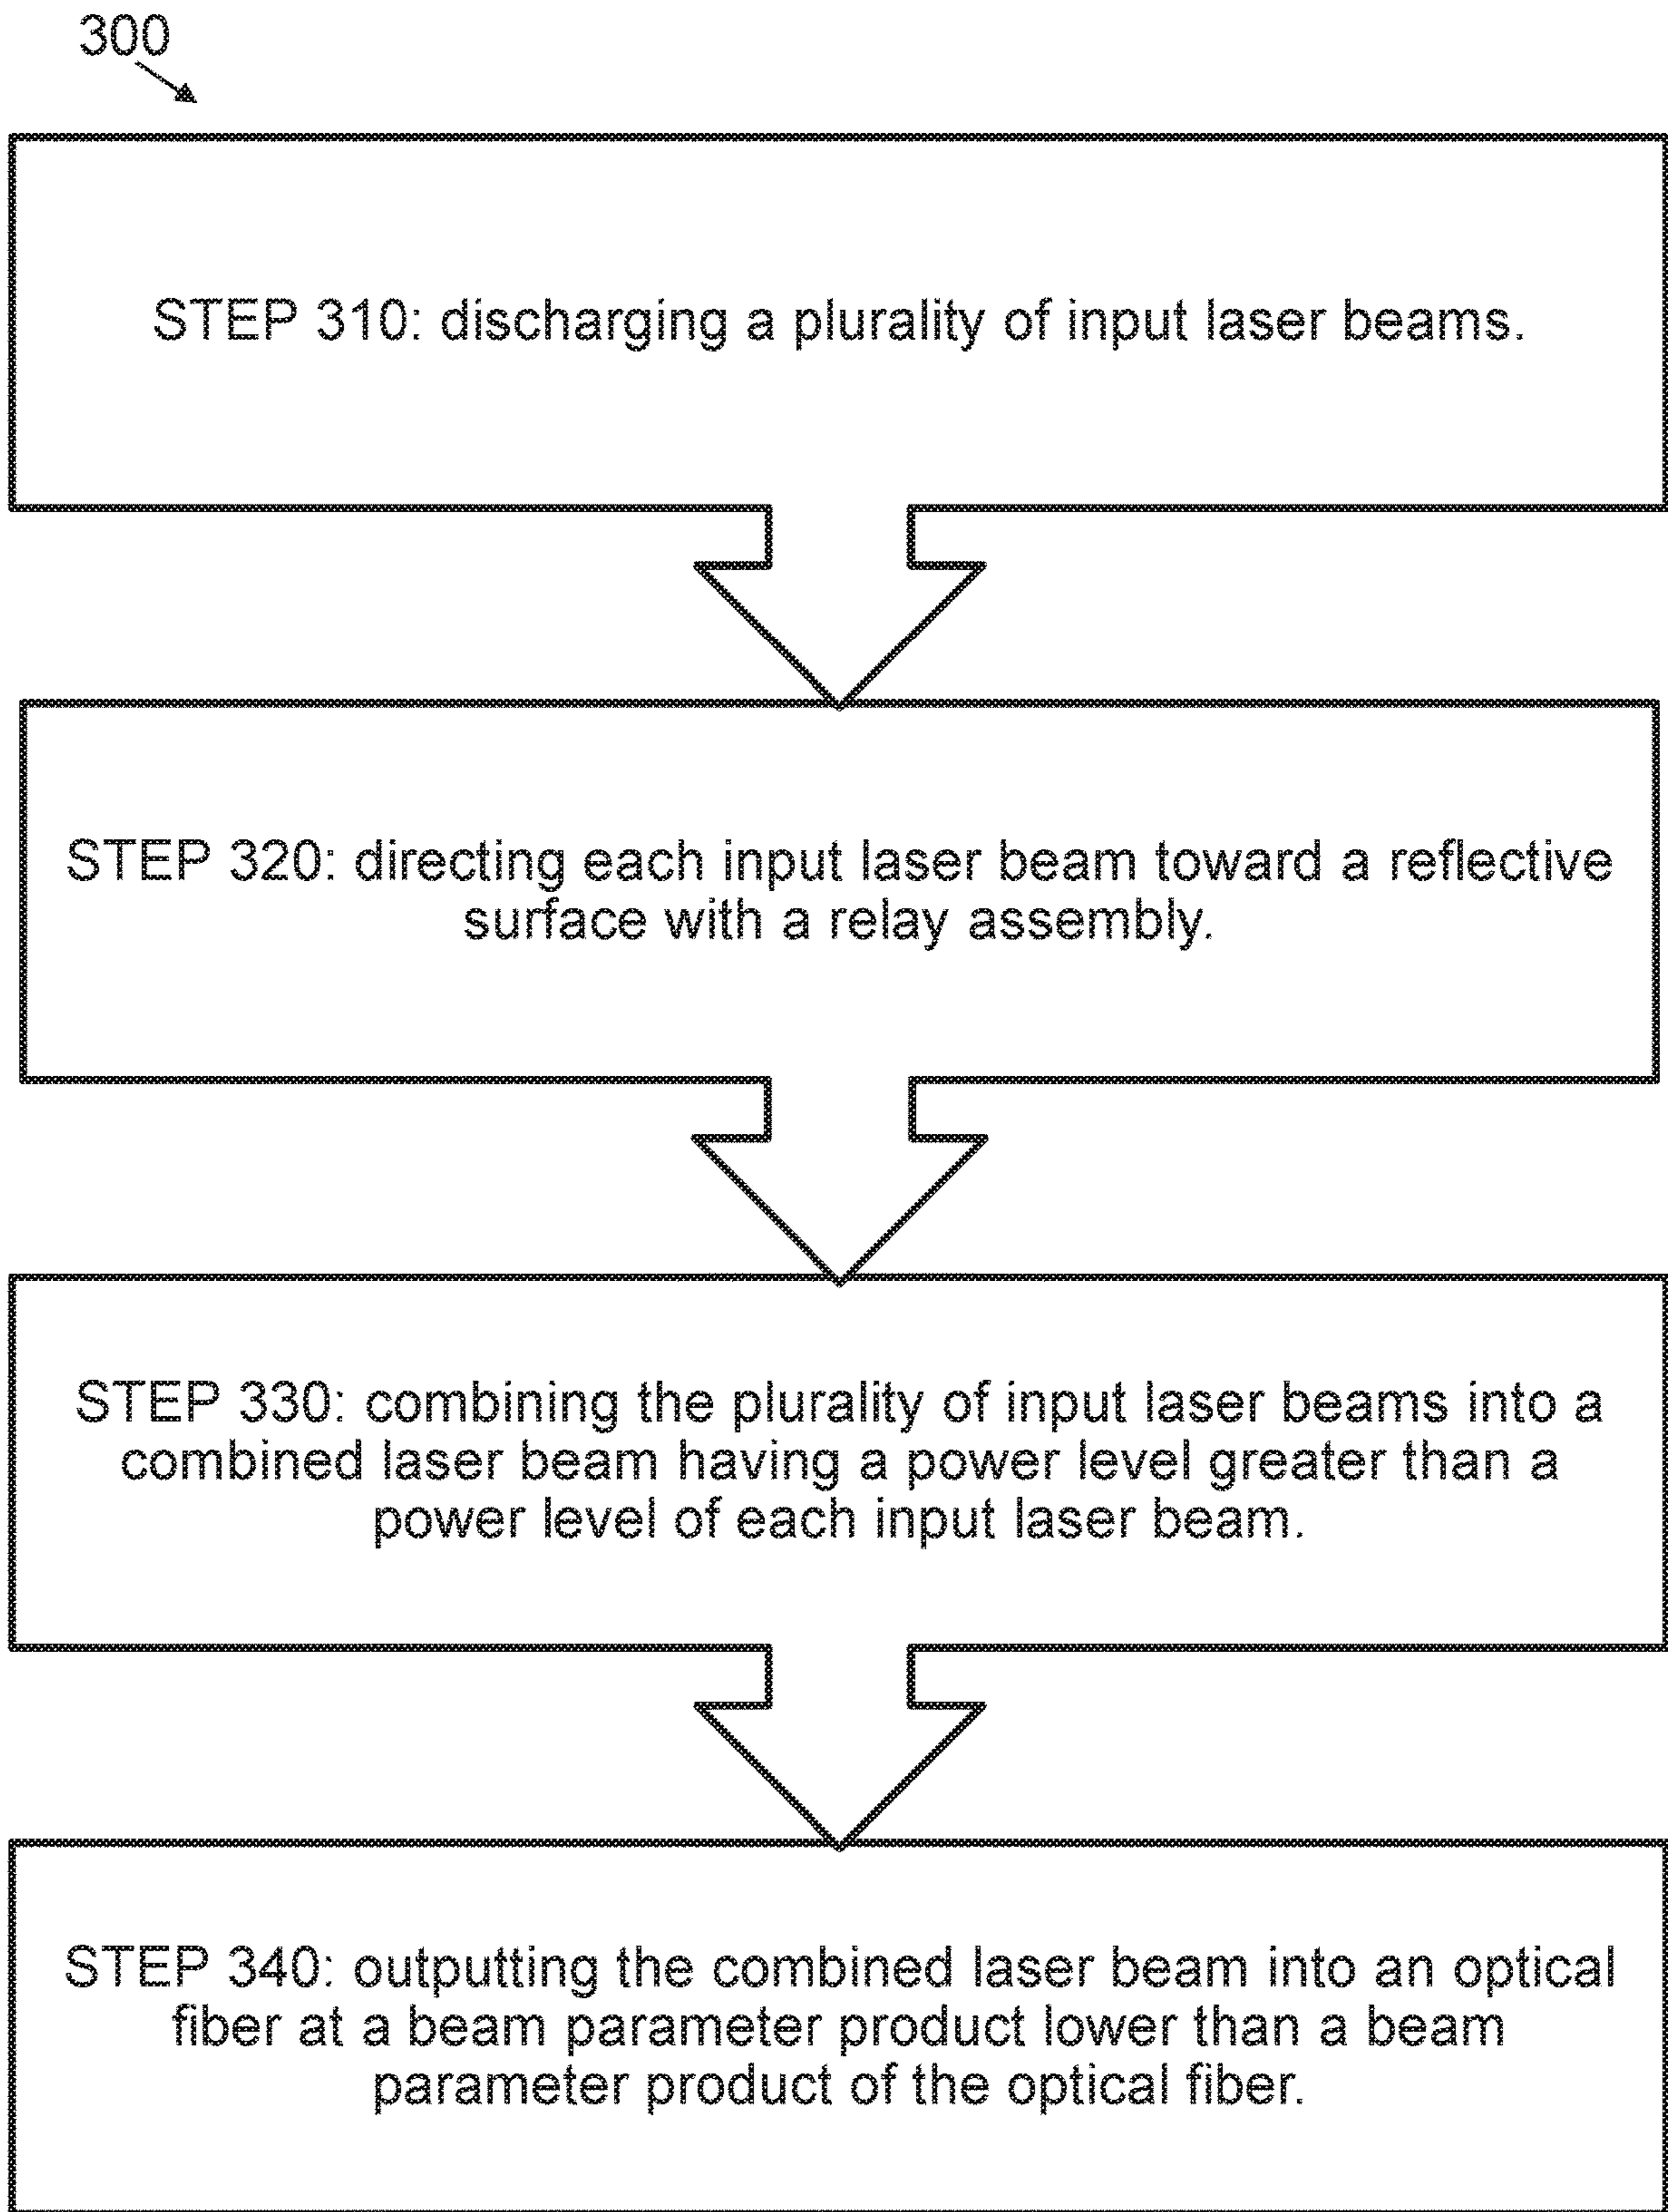 300
STEP 310: discharging a plurality of input laser beams.
STEP 320: directing each input laser beam toward a reflective
surface with a relay assembly.
STEP 330: combining the plurality of input laser beams into a
combined laser beam having a power level greater than a
power level of each input laser beam.
STEP 340: outputting the combined laser beam into an optical
fiber at a beam parameter product lower than a beam
parameter product of the optical fiber.